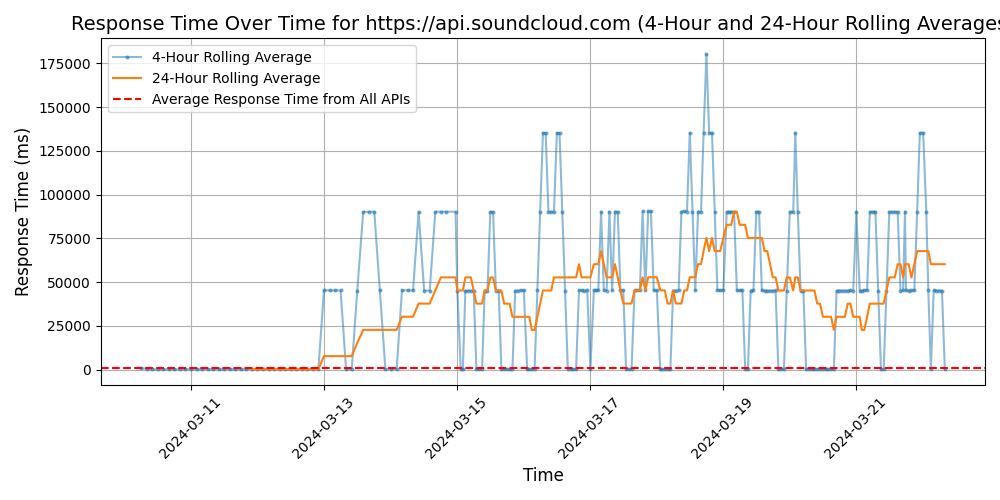 Response Time Over Time for https://api.soundcloud.com (4-Hour and 24-Hour Rolling Averages
4-Hour Rolling Average
24-Hour Rolling Average
Average Response Time from All APIs
Response Time (ms)
175000
150000
125000
100000
75000
50000
25000
0
2024-03-11
2024-03-13
2024-03-15
2024-03-17
2024-03-19
2024-03-21
Time